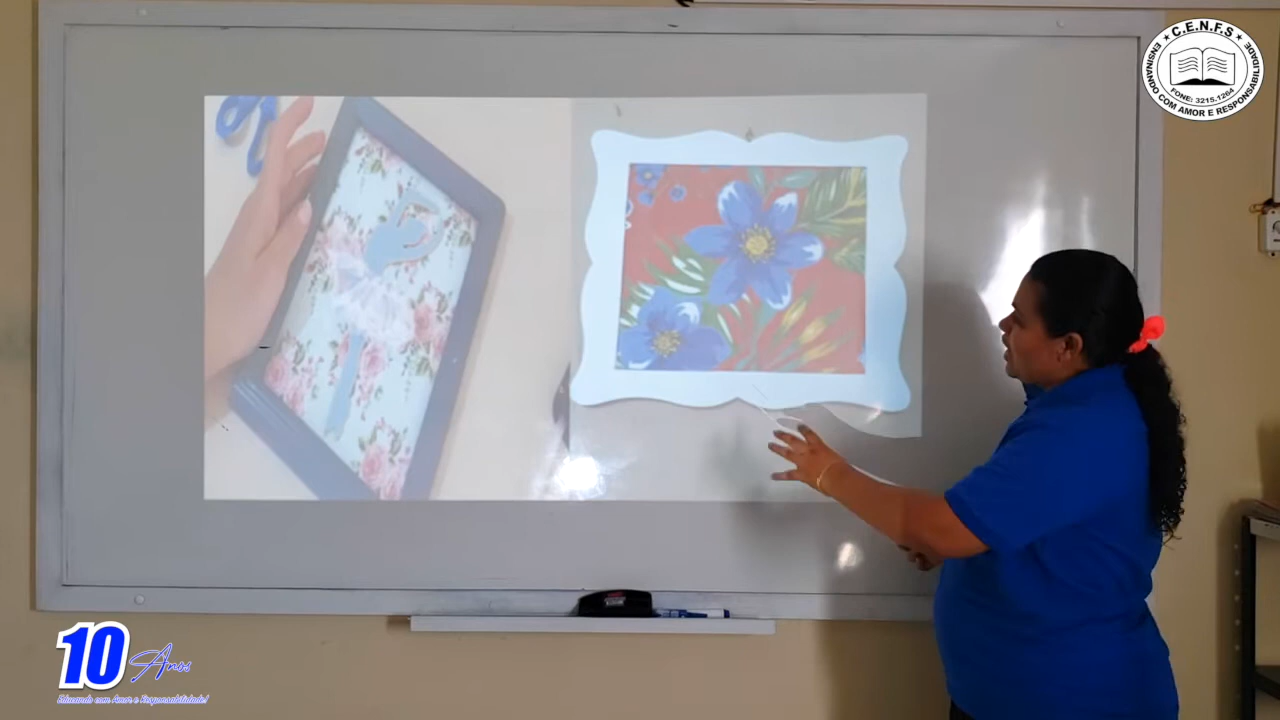 ★ C.E.N.F.S ★
ENSINANDO COM AMOR E RESPONSABILIDADE
FONE: 3215.1264
10 Anos
Educando com Amor e Responsabilidade!